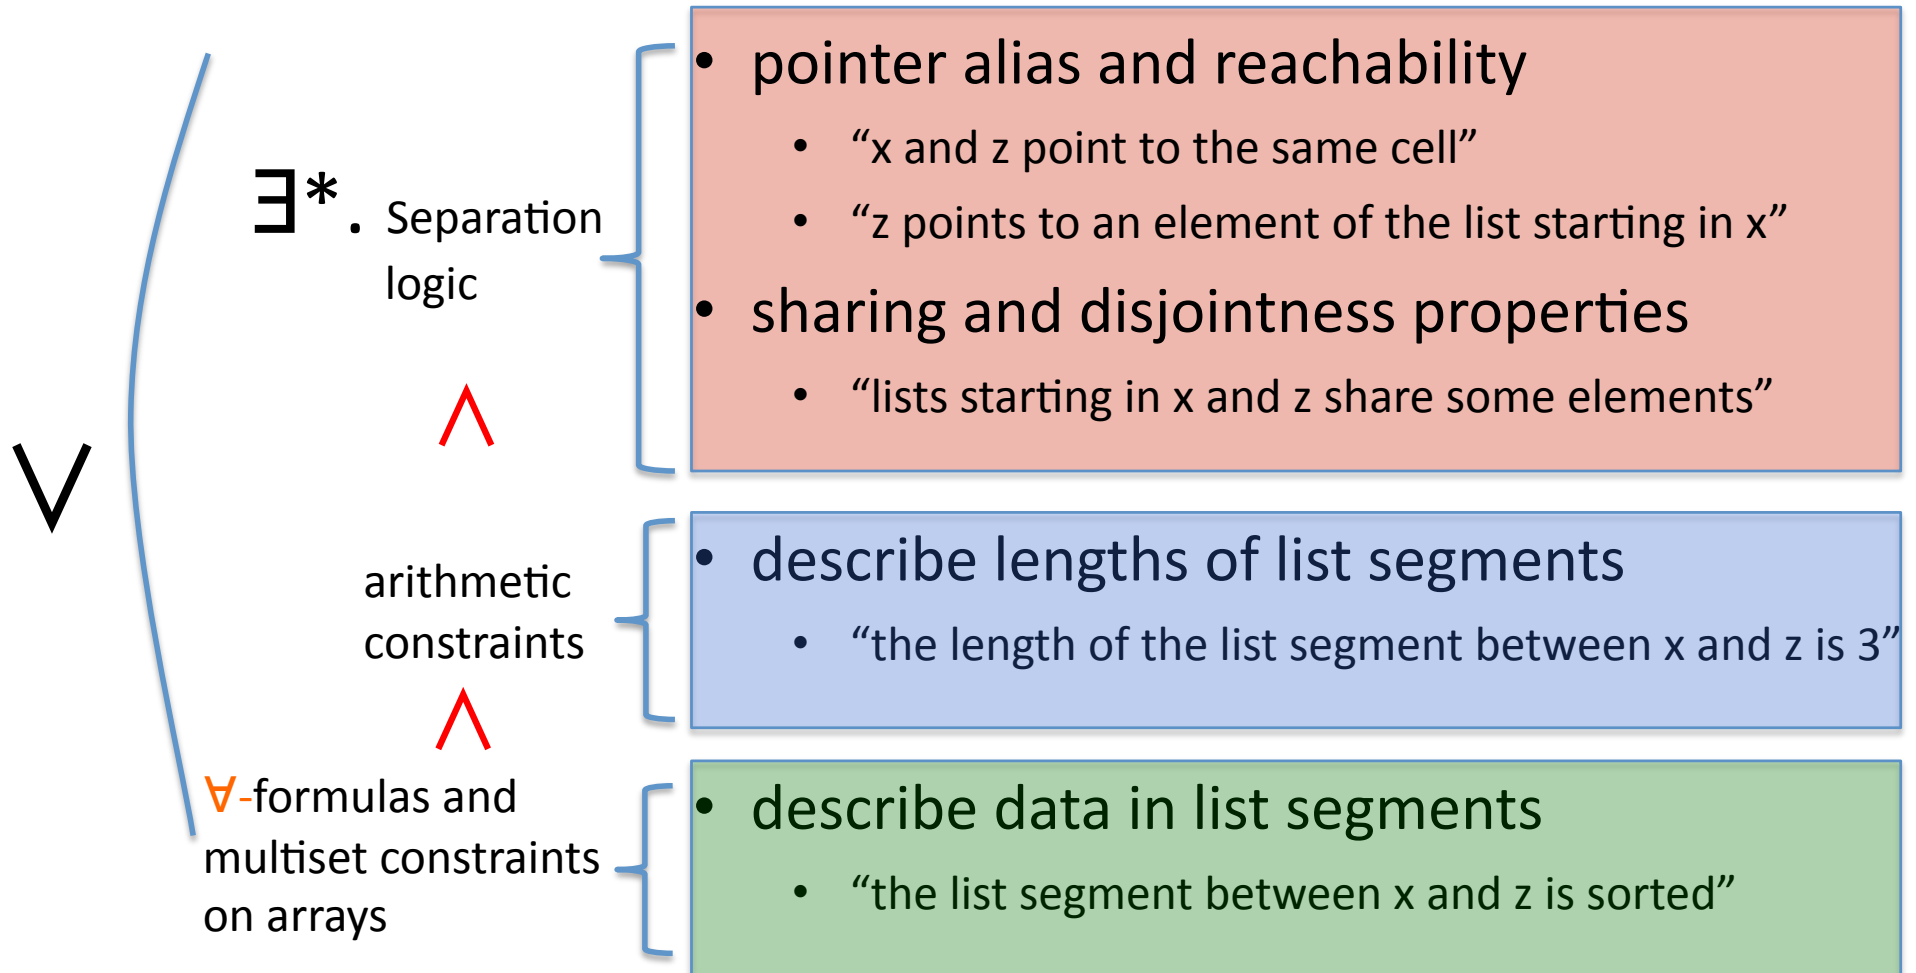 ∨
∃*. Separation
logic
• pointer alias and reachability
• “x and z point to the same cell”
• “z points to an element of the list starting in x”
• sharing and disjointness properties
• “lists starting in x and z share some elements”
∧
arithmetic
constraints
• describe lengths of list segments
• “the length of the list segment between x and z is 3”
∧
∀-formulas and
multiset constraints
on arrays
• describe data in list segments
• “the list segment between x and z is sorted”